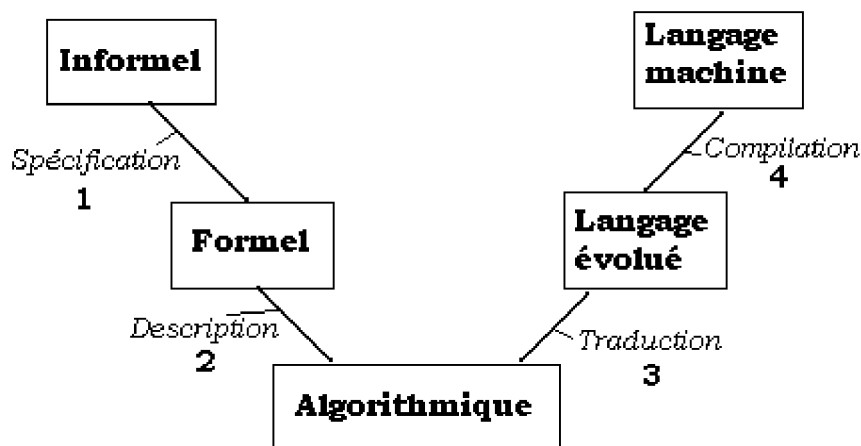 Informel
Langage
machine
Spécification
1
Compilation
4
Formel
Langage
évolué
Description
2
Traduction
3
Algorithmique